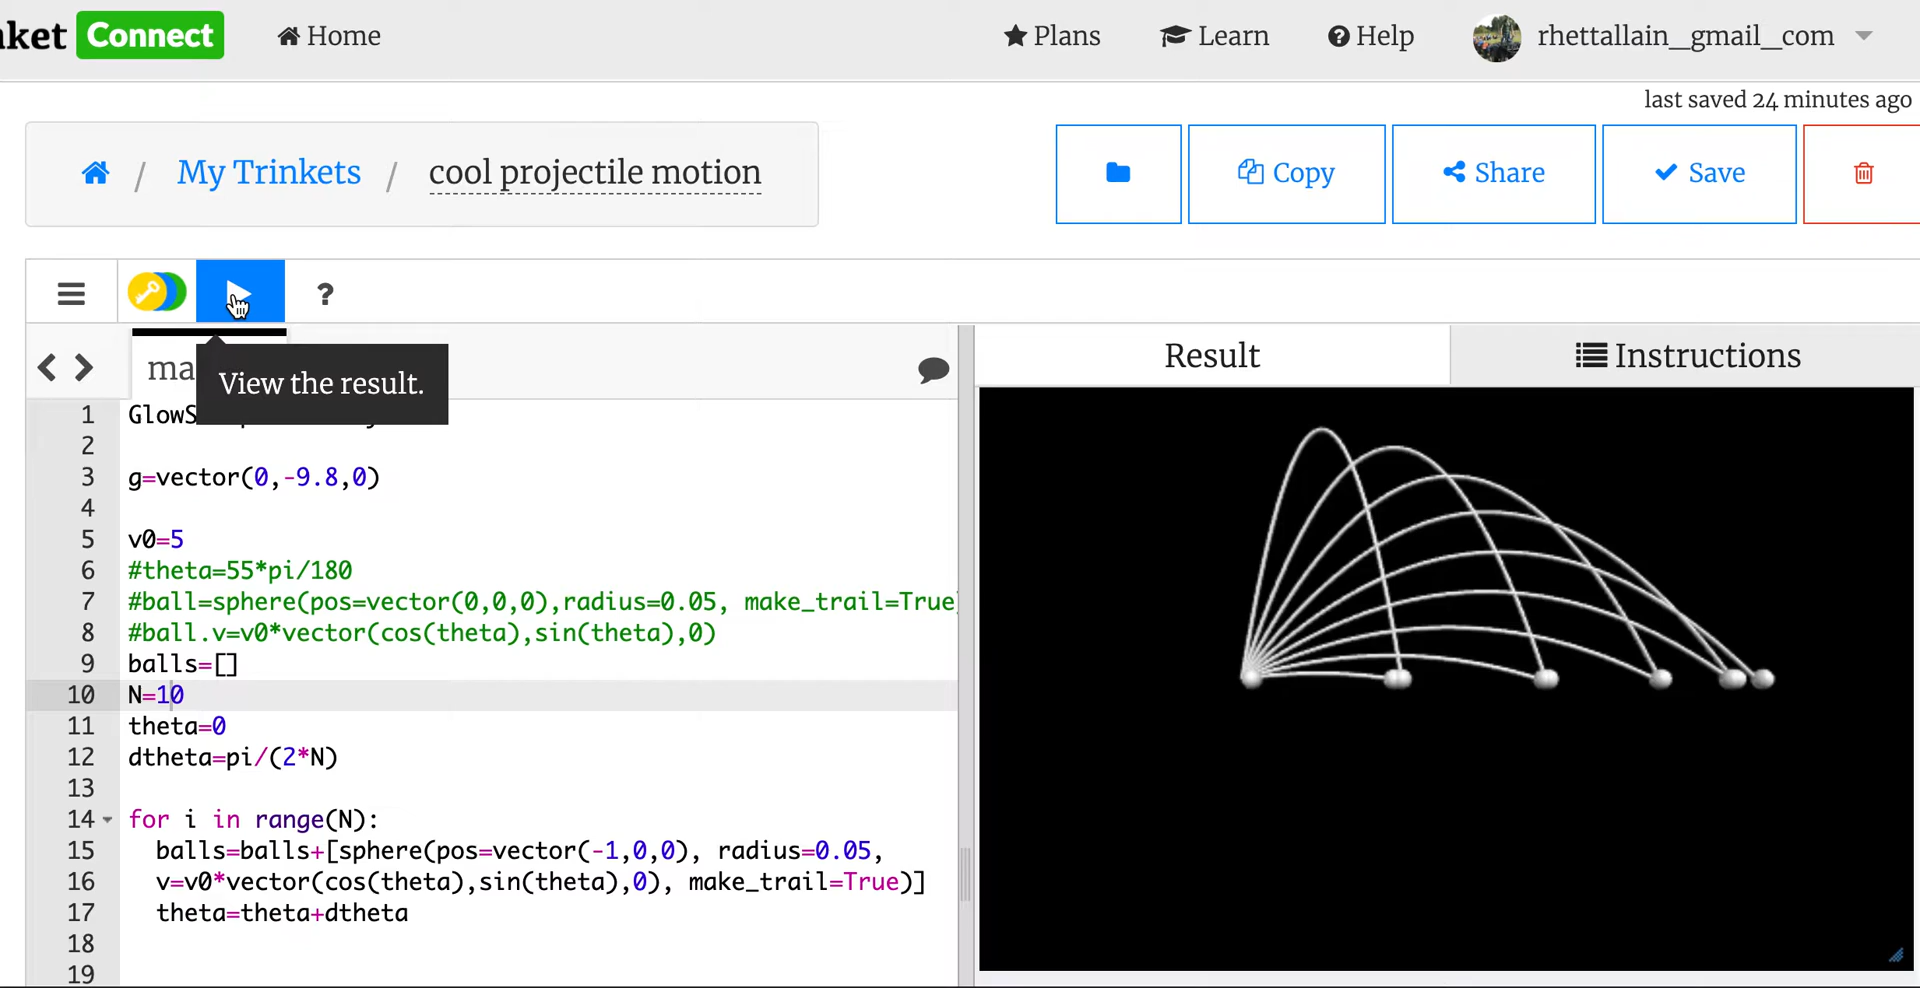 Connect Home Plans Learn Help rhettallain_gmail_com
last saved 24 minutes ago
/ My Trinkets / cool projectile motion
Copy Share Save
?
View the result.
Result Instructions
1
2
3 g=vector(0,-9.8,0)
4
5 v0=5
6 #theta=55*pi/180
7 #ball=sphere(pos=vector(0,0,0),radius=0.05, make_trail=True
8 #ball.v=v0*vector(cos(theta),sin(theta),0)
9 balls=[]
10 N=10
11 theta=0
12 dtheta=pi/(2*N)
13
14 for i in range(N):
15 balls=balls+[sphere(pos=vector(-1,0,0), radius=0.05,
16 v=v0*vector(cos(theta),sin(theta),0), make_trail=True)]
17 theta=theta+dtheta
18
19